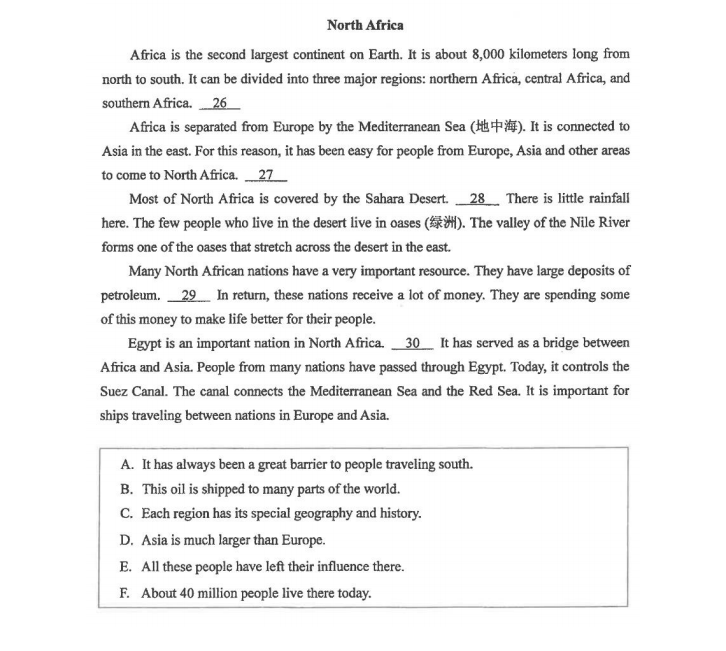 North Africa
Africa is the second largest continent on Earth. It is about 8,000 kilometers long from
north to south. It can be divided into three major regions: northern Africa, central Africa, and
southern Africa. __26__
Africa is separated from Europe by the Mediterranean Sea (地中海). It is connected to
Asia in the east. For this reason, it has been easy for people from Europe, Asia and other areas
to come to North Africa. __27__
Most of North Africa is covered by the Sahara Desert. __28__ There is little rainfall
here. The few people who live in the desert live in oases (绿洲). The valley of the Nile River
forms one of the oases that stretch across the desert in the east.
Many North African nations have a very important resource. They have large deposits of
petroleum. __29__ In return, these nations receive a lot of money. They are spending some
of this money to make life better for their people.
Egypt is an important nation in North Africa. __30__ It has served as a bridge between
Africa and Asia. People from many nations have passed through Egypt. Today, it controls the
Suez Canal. The canal connects the Mediterranean Sea and the Red Sea. It is important for
ships traveling between nations in Europe and Asia.
A. It has always been a great barrier to people traveling south.
B. This oil is shipped to many parts of the world.
C. Each region has its special geography and history.
D. Asia is much larger than Europe.
E. All these people have left their influence there.
F. About 40 million people live there today.